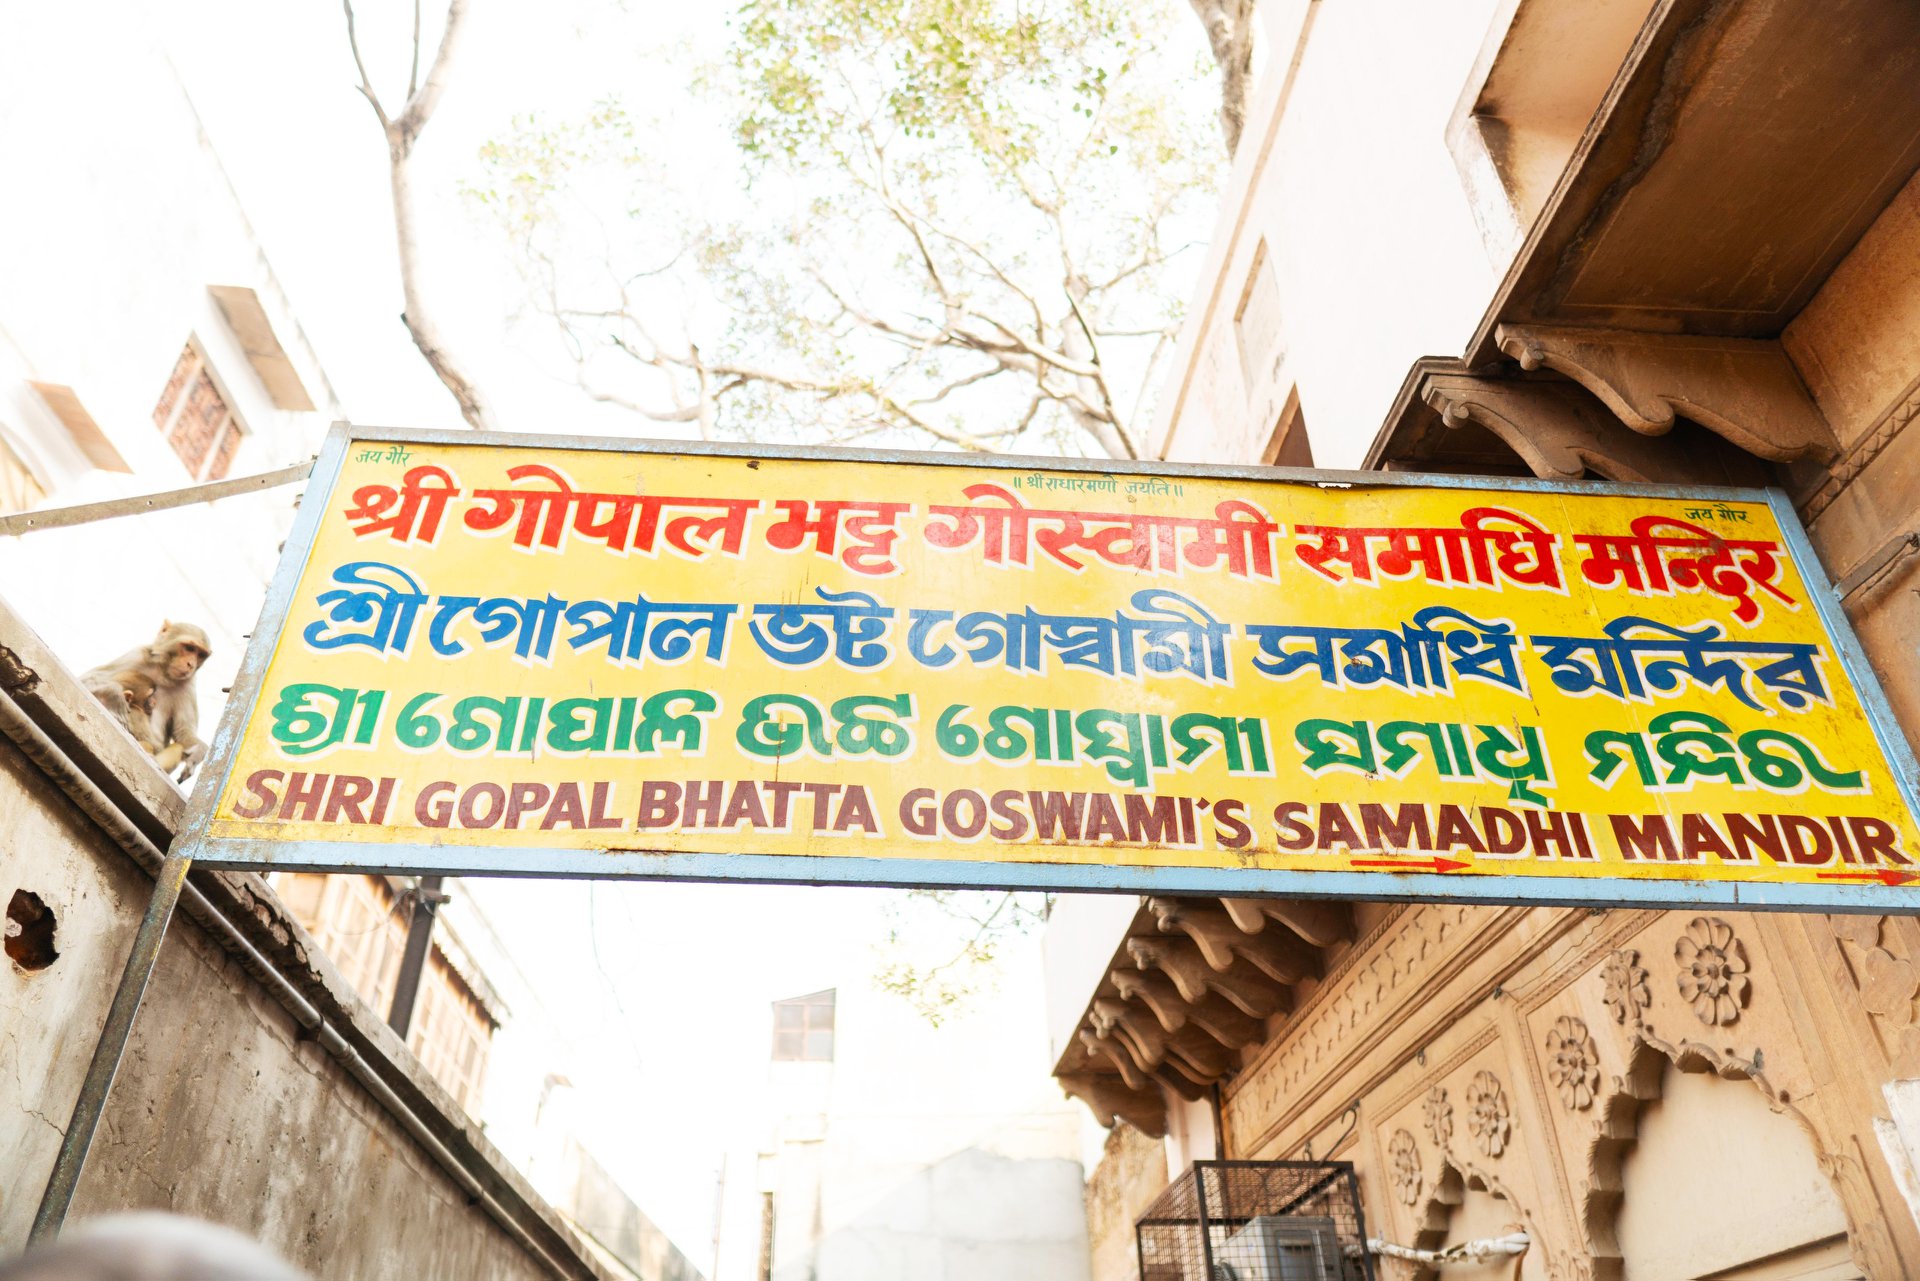 जय गौर
॥ श्री राधारमणो जयति ॥
जय गौर
श्री गोपाल भट्ट गोस्वामी समाधि मन्दिर
শ্রী গোপাল ভট্ট গোস্বামী সমাধি মন্দির
ଶ୍ରୀ ଗୋପାଳ ଭଟ୍ଟ ଗୋସ୍ୱାମୀ ସମାଧି ମନ୍ଦିର
SHRI GOPAL BHATTA GOSWAMI'S SAMADHI MANDIR